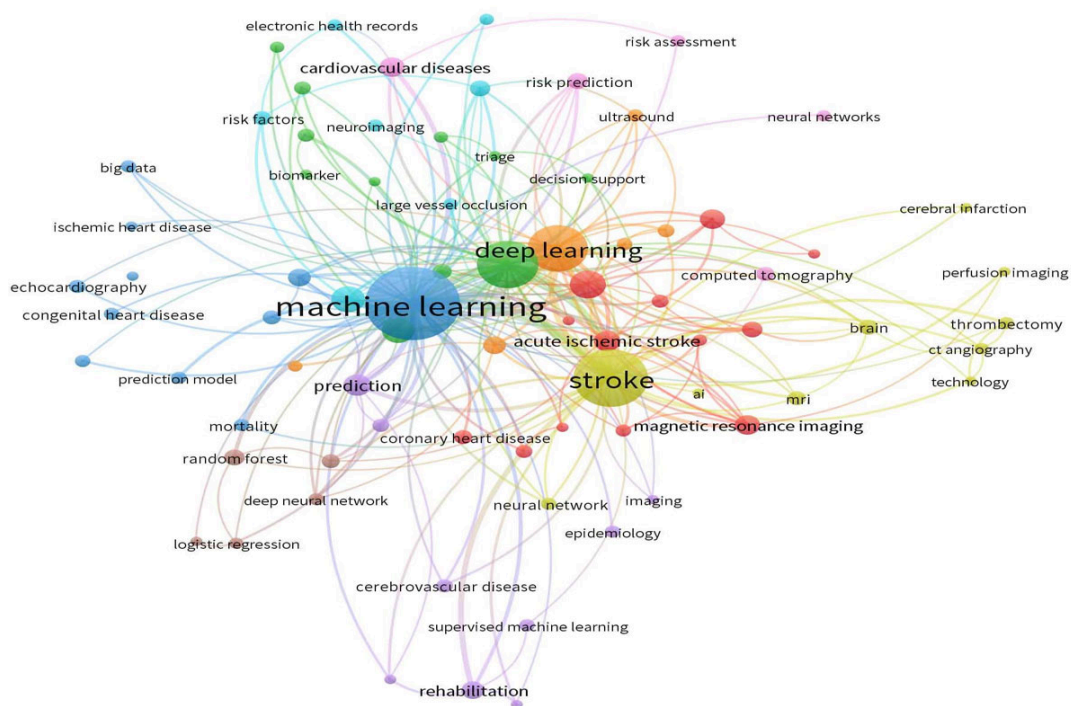 electronic health records
risk assessment
cardiovascular diseases
risk prediction
ultrasound
neural networks
risk factors
neuroimaging
triage
big data
biomarker
decision support
large vessel occlusion
cerebral infarction
ischemic heart disease
deep learning
computed tomography
perfusion imaging
echocardiography
machine learning
congenital heart disease
thrombectomy
brain
acute ischemic stroke
ct angiography
prediction model
prediction
stroke
technology
ai
mri
mortality
magnetic resonance imaging
coronary heart disease
random forest
deep neural network
neural network
imaging
epidemiology
logistic regression
cerebrovascular disease
supervised machine learning
rehabilitation